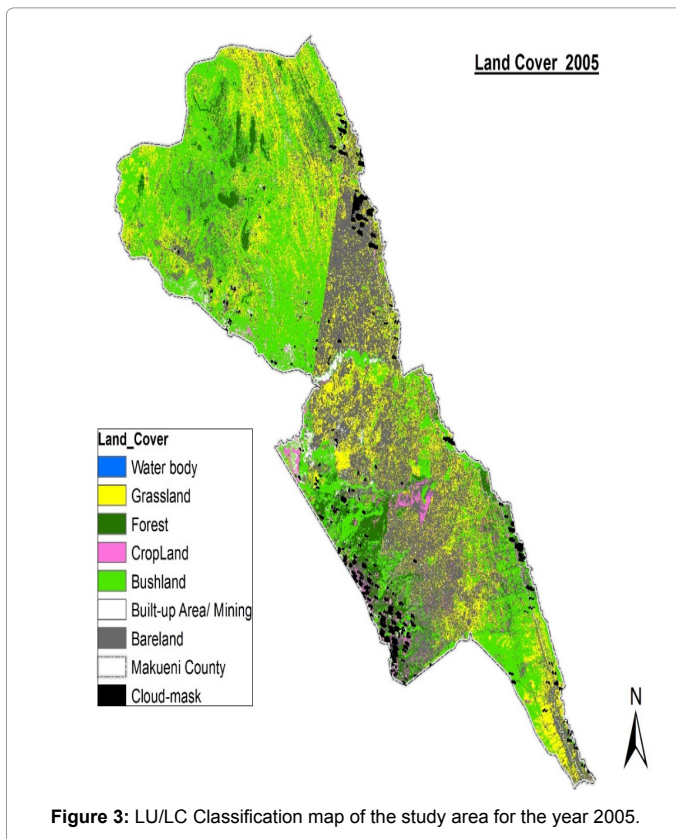 Land Cover 2005
Land_Cover
Water body
Grassland
Forest
CropLand
Bushland
Built-up Area/ Mining
Bareland
Makueni County
Cloud-mask
N
Figure 3: LU/LC Classification map of the study area for the year 2005.